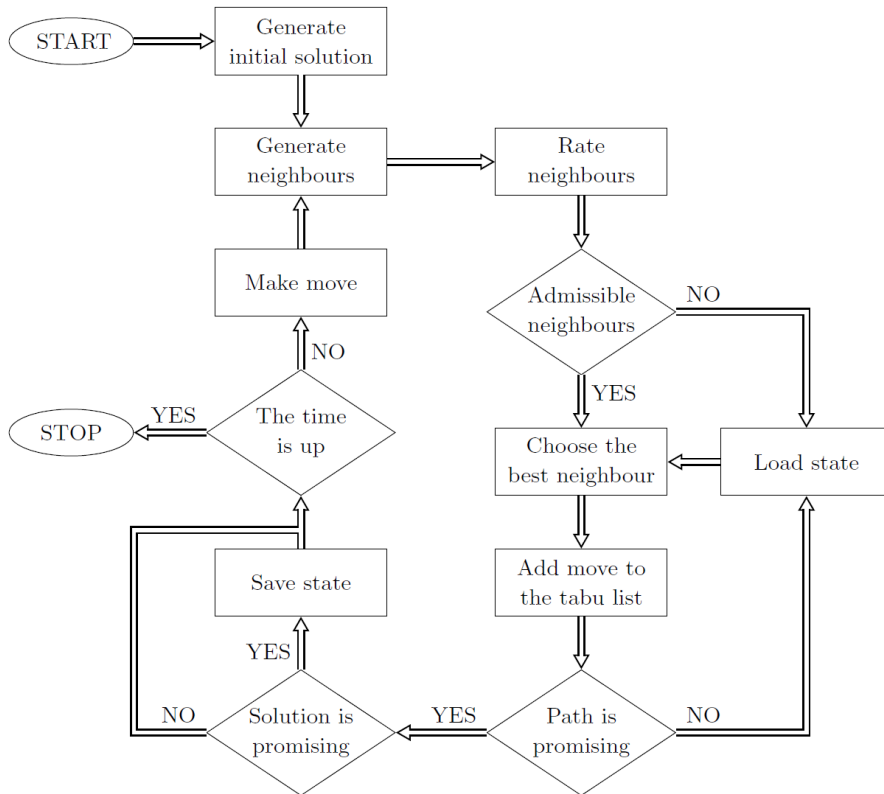 START
Generate
initial solution
Generate
neighbours
Rate
neighbours
Make move
Admissible
neighbours
NO
NO
YES
YES
STOP
The time
is up
Choose the
best neighbour
Load state
Save state
Add move to
the tabu list
YES
NO
Solution is
promising
YES
Path is
promising
NO